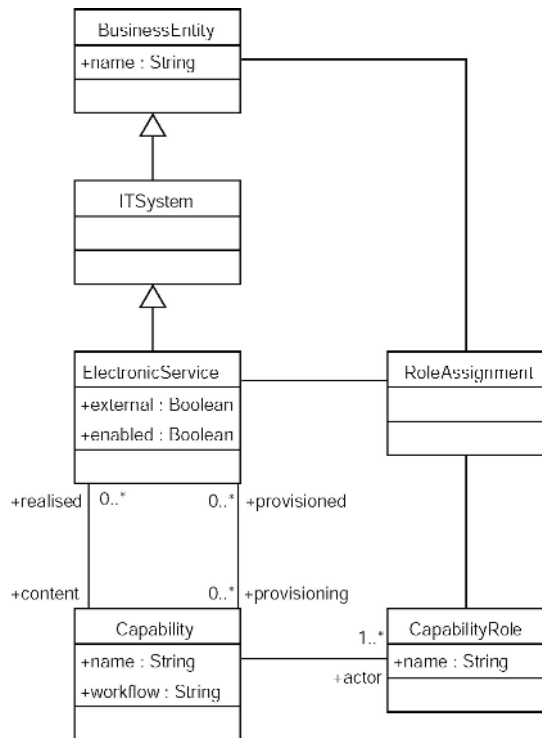 BusinessEntity
+name : String
ITSystem
ElectronicService
+external : Boolean
+enabled : Boolean
RoleAssignment
+realised
0..*
0..*
+provisioned
+content
0..*
+provisioning
Capability
+name : String
+workflow : String
1..*
+actor
CapabilityRole
+name : String